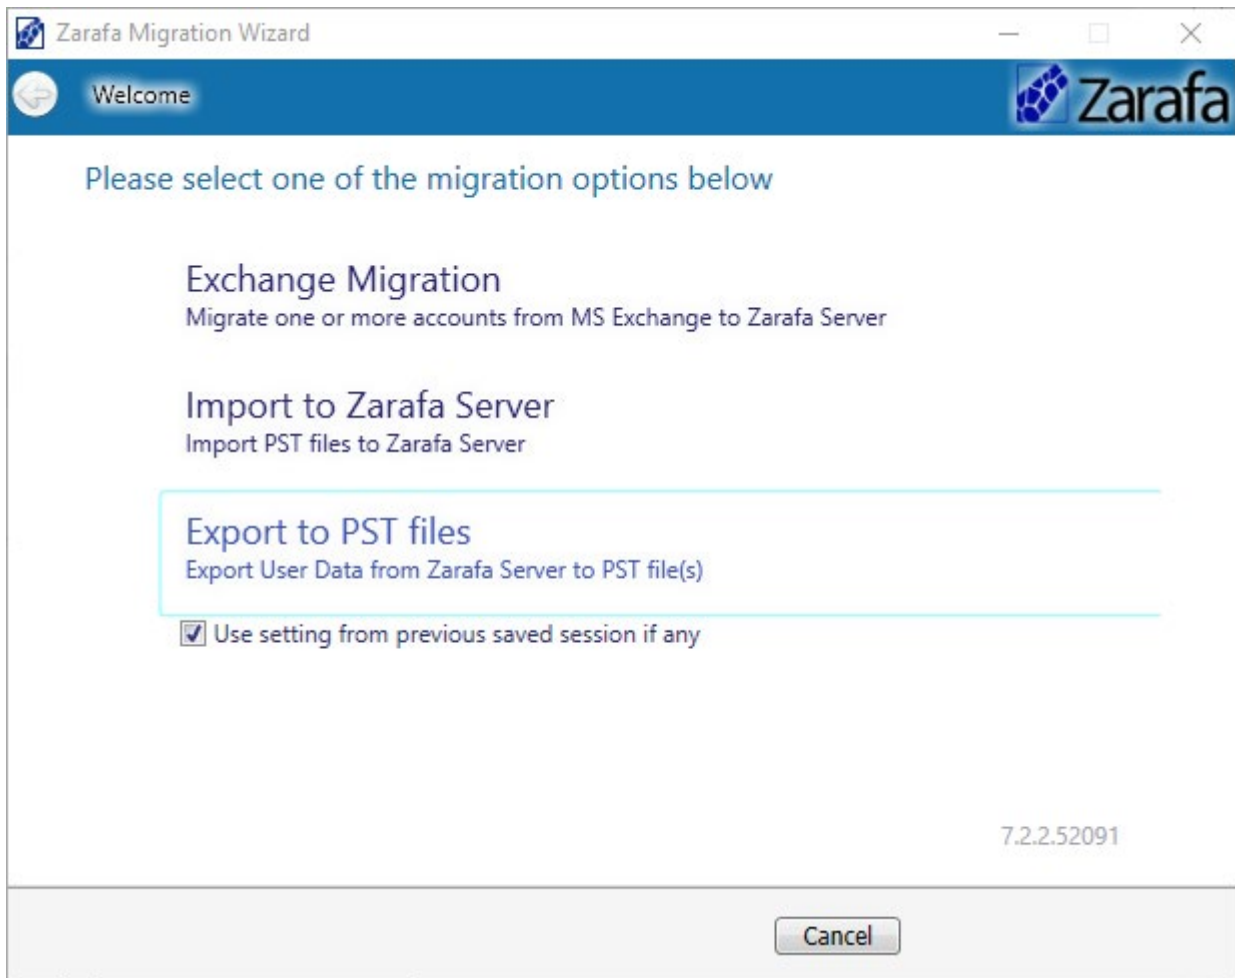 Zarafa Migration Wizard
Welcome
Zarafa
Please select one of the migration options below
Exchange Migration
Migrate one or more accounts from MS Exchange to Zarafa Server
Import to Zarafa Server
Import PST files to Zarafa Server
Export to PST files
Export User Data from Zarafa Server to PST file(s)
Use setting from previous saved session if any
7.2.2.52091
Cancel